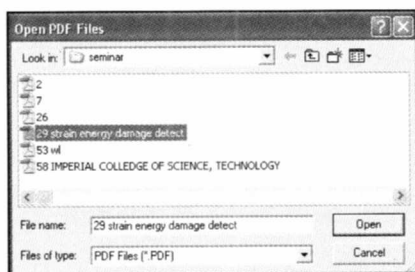 Open PDF Files
Look in: seminar
2
7
26
29 strain energy damage detect
53 wl
58 IMPERIAL COLLEDGE OF SCIENCE, TECHNOLOGY
File name: 29 strain energy damage detect Open
Files of type: PDF Files (*.PDF) Cancel